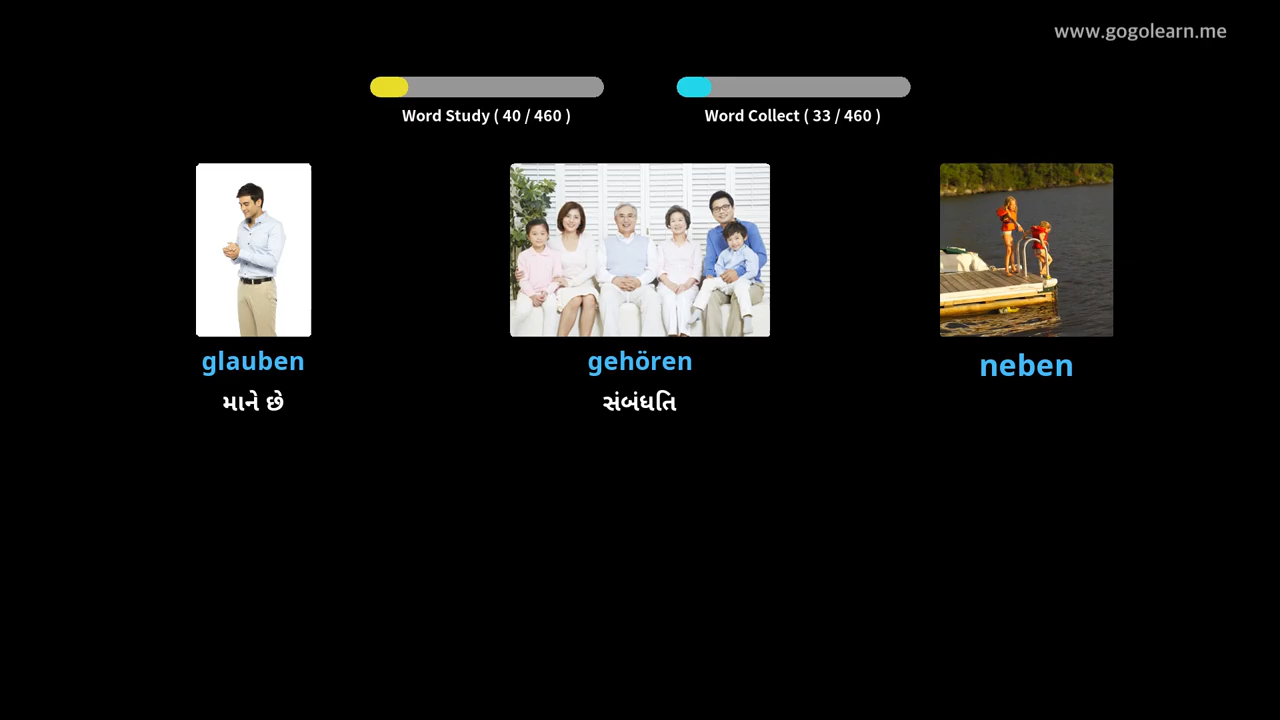 www.gogolearn.me
Word Study ( 40 / 460 )
Word Collect ( 33 / 460 )
glauben
gehören
neben
માને છે
સંબંધતિ